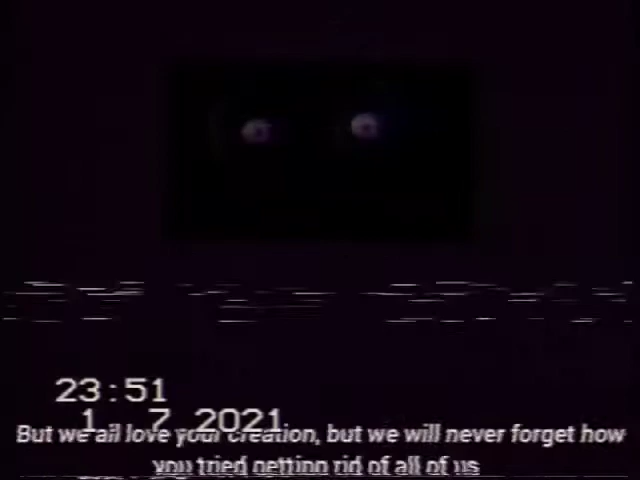 23:51
1 7 2021
But we all love your creation, but we will never forget how
you tried getting rid of all of us